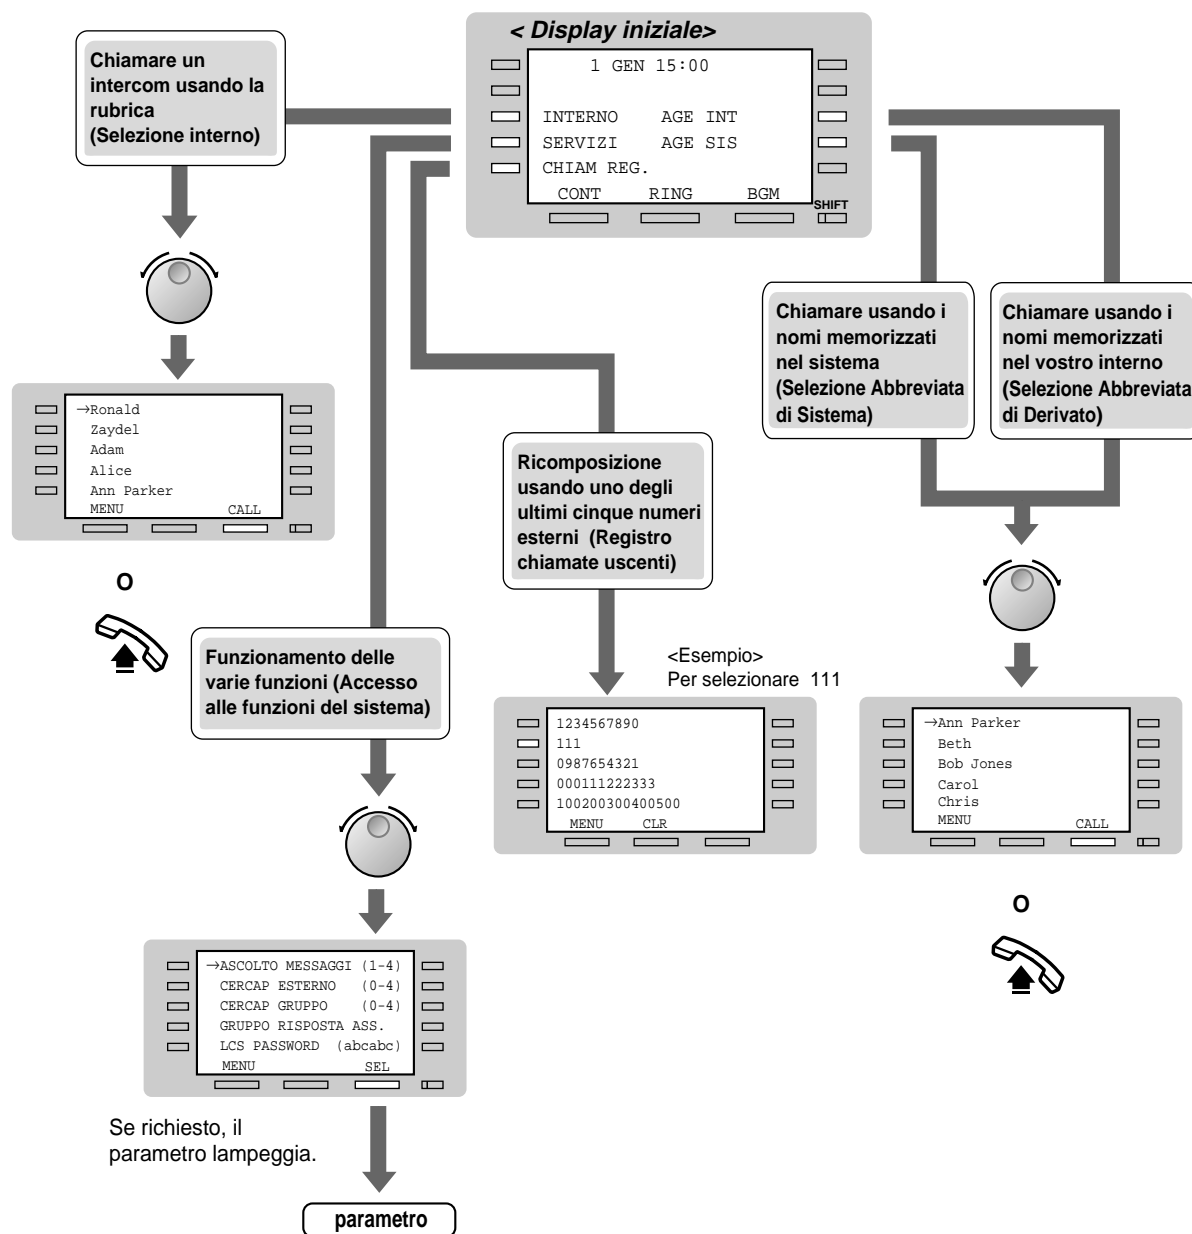 < Display iniziale>
1 GEN 15:00
INTERNO AGE INT
SERVIZI AGE SIS
CHIAM REG.
CONT RING BGM
SHIFT
Chiamare un
intercom usando la
rubrica
(Selezione interno)
→Ronald
Zaydel
Adam
Alice
Ann Parker
MENU CALL
O
Funzionamento delle
varie funzioni (Accesso
alle funzioni del sistema)
→ASCOLTO MESSAGGI (1-4)
CERCAP ESTERNO (0-4)
CERCAP GRUPPO (0-4)
GRUPPO RISPOSTA ASS.
LCS PASSWORD (abcabc)
MENU SEL
Se richiesto, il
parametro lampeggia.
parametro
Ricomposizione
usando uno degli
ultimi cinque numeri
esterni (Registro
chiamate uscenti)
<Esempio>
Per selezionare 111
1234567890
111
0987654321
000111222333
100200300400500
MENU CLR
Chiamare usando i
nomi memorizzati
nel sistema
(Selezione Abbreviata
di Sistema)
Chiamare usando i
nomi memorizzati
nel vostro interno
(Selezione Abbreviata
di Derivato)
→Ann Parker
Beth
Bob Jones
Carol
Chris
MENU CALL
O